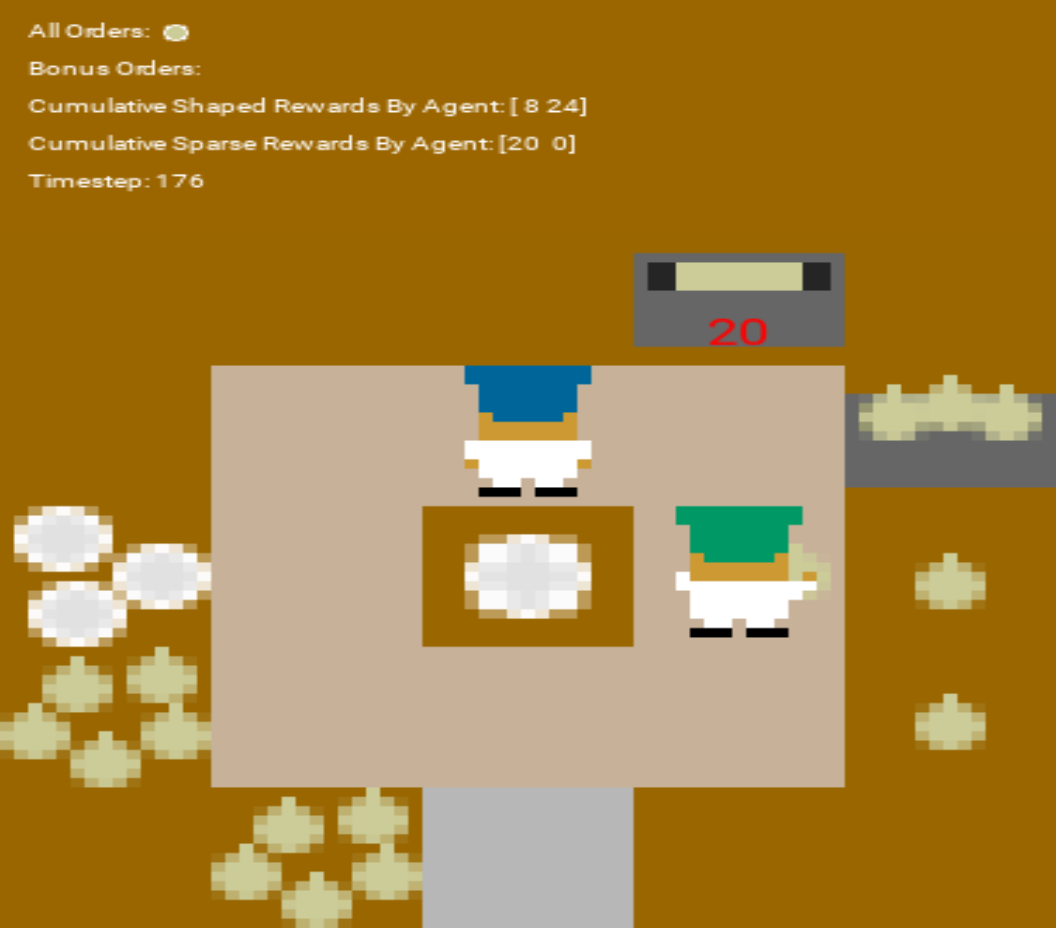 All Orders:
Bonus Orders:
Cumulative Shaped Rewards By Agent: [ 8 24]
Cumulative Sparse Rewards By Agent: [20  0]
Timestep: 176
20